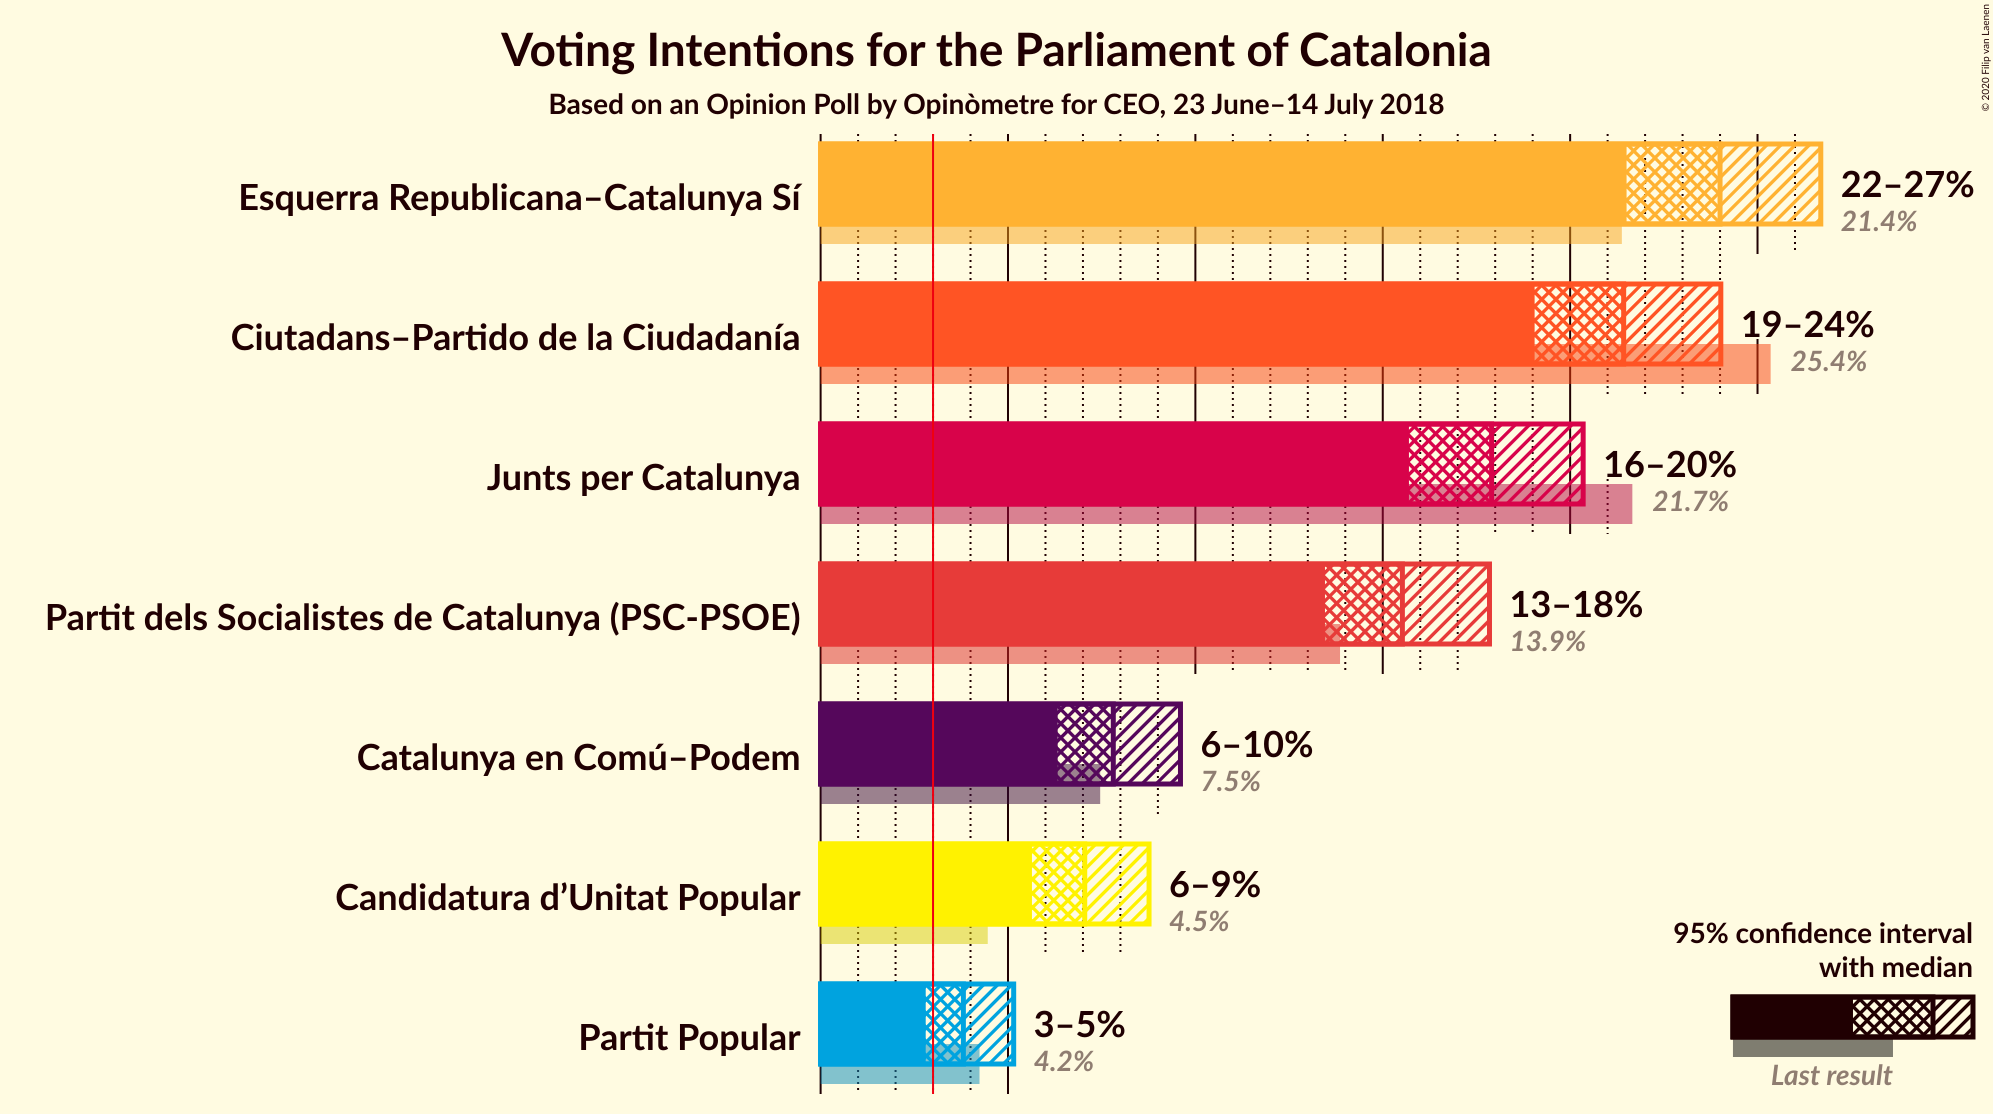 Voting Intentions for the Parliament of Catalonia
Based on an Opinion Poll by Opinòmetre for CEO, 23 June–14 July 2018
© 2020 Filip van Laenen
Esquerra Republicana–Catalunya Sí
22–27%
21.4%
Ciutadans–Partido de la Ciudadanía
19–24%
25.4%
Junts per Catalunya
16–20%
21.7%
Partit dels Socialistes de Catalunya (PSC-PSOE)
13–18%
13.9%
Catalunya en Comú–Podem
6–10%
7.5%
Candidatura d’Unitat Popular
6–9%
4.5%
Partit Popular
3–5%
4.2%
95% confidence interval
with median
Last result